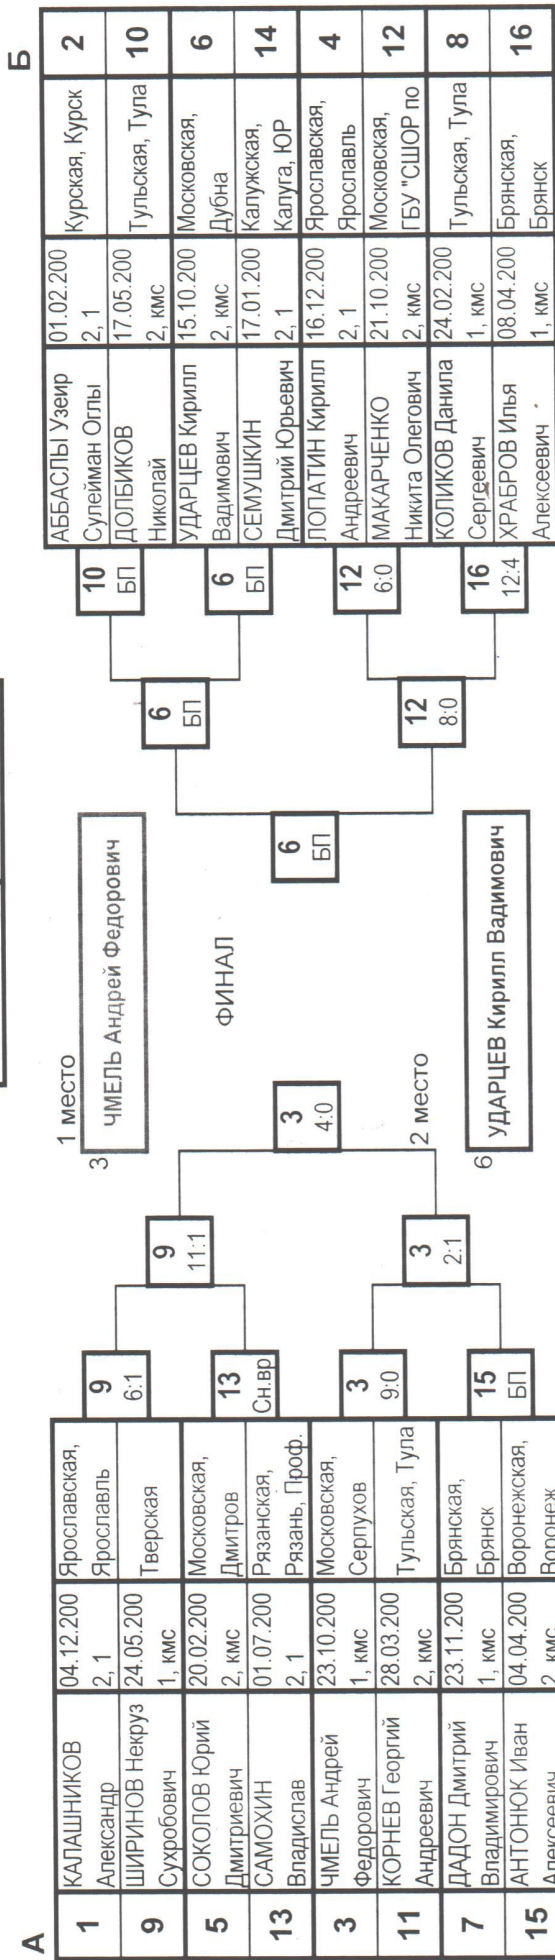 А
1
КАЛАШНИКОВ
Александр
04.12.200
2, 1
Ярославская,
Ярославль
9
ШИРИНОВ Некруз
Сухробович
24.05.200
1, кмс
Тверская
5
СОКОЛОВ Юрий
Дмитриевич
20.02.200
2, кмс
Московская,
Дмитров
13
САМОХИН
Владислав
01.07.200
2, 1
Рязанская,
Рязань, Проф.
3
ЧМЕЛЬ Андрей
Федорович
23.10.200
1, кмс
Московская,
Серпухов
11
КОРНЕВ Георгий
Андреевич
28.03.200
2, кмс
Тульская, Тула
7
ДАДОН Дмитрий
Владимирович
23.11.200
1, кмс
Брянская,
Брянск
15
АНТОНЮК Иван
Алексеевич
04.04.200
2, кмс
Воронежская,
Воронеж
9
6:1
13
Сн.вр
3
9:0
15
БП
9
11:1
3
2:1
3
4:0
1 место
3
ЧМЕЛЬ Андрей Федорович
ФИНАЛ
2 место
6
УДАРЦЕВ Кирилл Вадимович
6
БП
6
БП
12
8:0
10
БП
6
БП
12
6:0
16
12:4
Б
АББАСЛЫ Узеир
Сулейман Оглы
01.02.200
2, 1
Курская, Курск
2
ДОЛБИКОВ
Николай
17.05.200
2, кмс
Тульская, Тула
10
УДАРЦЕВ Кирилл
Вадимович
15.10.200
2, кмс
Московская,
Дубна
6
СЕМУШКИН
Дмитрий Юрьевич
17.01.200
2, 1
Калужская,
Калуга, ЮР
14
ЛОПАТИН Кирилл
Андреевич
16.12.200
2, 1
Ярославская,
Ярославль
4
МАКАРЧЕНКО
Никита Олегович
21.10.200
2, кмс
Московская,
ГБУ "СШОР по
12
КОЛИКОВ Данила
Сергеевич
24.02.200
1, кмс
Тульская, Тула
8
ХРАБРОВ Илья
Алексеевич
08.04.200
1, кмс
Брянская,
Брянск
16